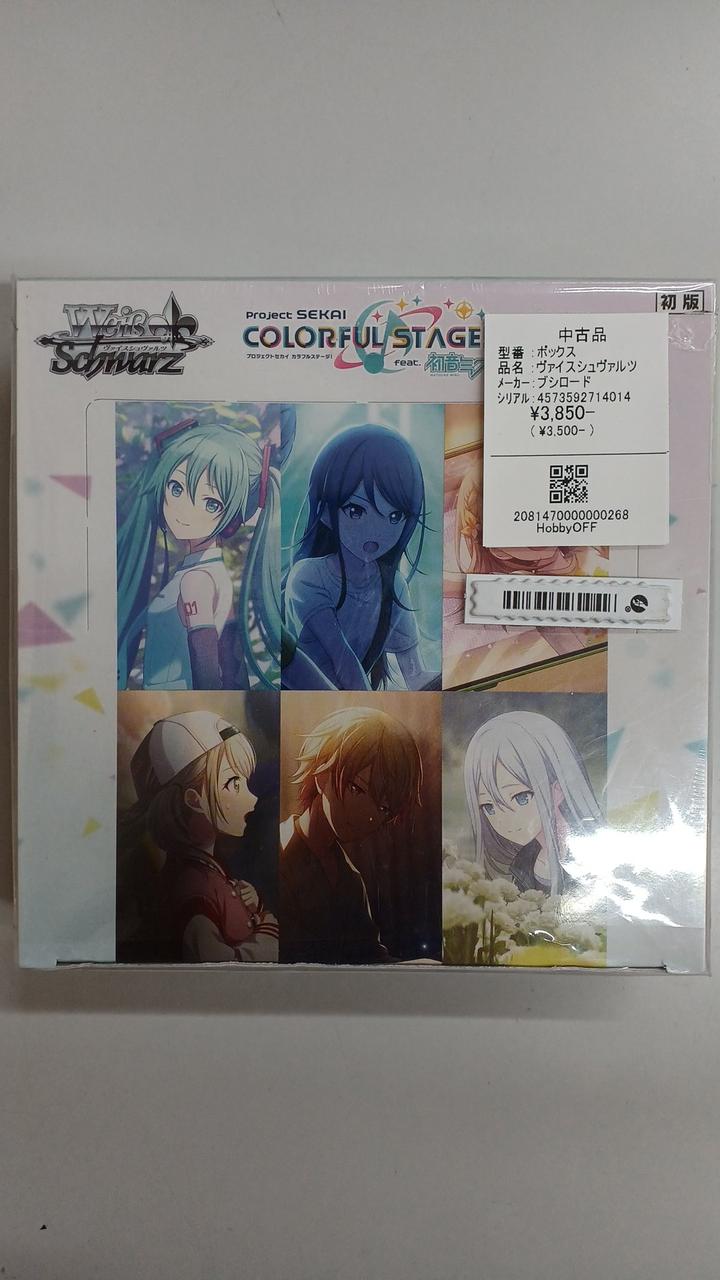 Weiß Schwarz
ヴァイスシュヴァルツ
Project SEKAI
COLORFUL STAGE
プロジェクトセカイ カラフルステージ!
feat. 初音ミ
初版
中古品
型番:ボックス
品名:ヴァイスシュヴァルツ
メーカー:ブシロード
シリアル:4573592714014
¥3,850-
(¥3,500-)
2081470000000268
HobbyOFF
01